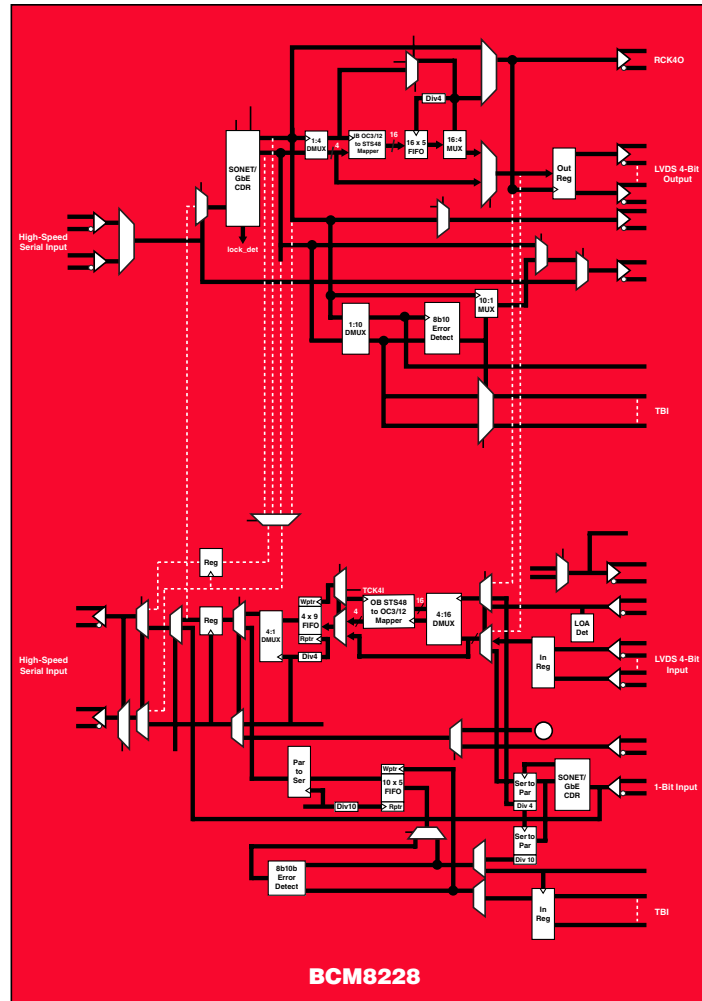 RCK4O
Div4
16
1:4
DMUX
4
IB OC3/12
to STS48
Mapper
16
16 x 5
FIFO
16:4
MUX
SONET/
GbE
CDR
Out
Reg
LVDS 4-Bit
Output
High-Speed
Serial Input
lock_det
10:1
MUX
1:10
DMUX
8b10
Error
Detect
TBI
Reg
TCK4I
Wptr
4 x 9
FIFO
Rptr
Div4
4
OB STS48
to OC3/12
Mapper
16
4:16
DMUX
LOA
Det
Reg
4:1
DMUX
In
Reg
LVDS 4-Bit
Input
High-Speed
Serial Input
Par
to
Ser
Wptr
10 x 5
FIFO
Rptr
Div10
Ser to
Par
Div 4
SONET/
GbE
CDR
1-Bit Input
Ser to
Par
Div 10
8b10b
Error
Detect
In
Reg
TBI
BCM8228